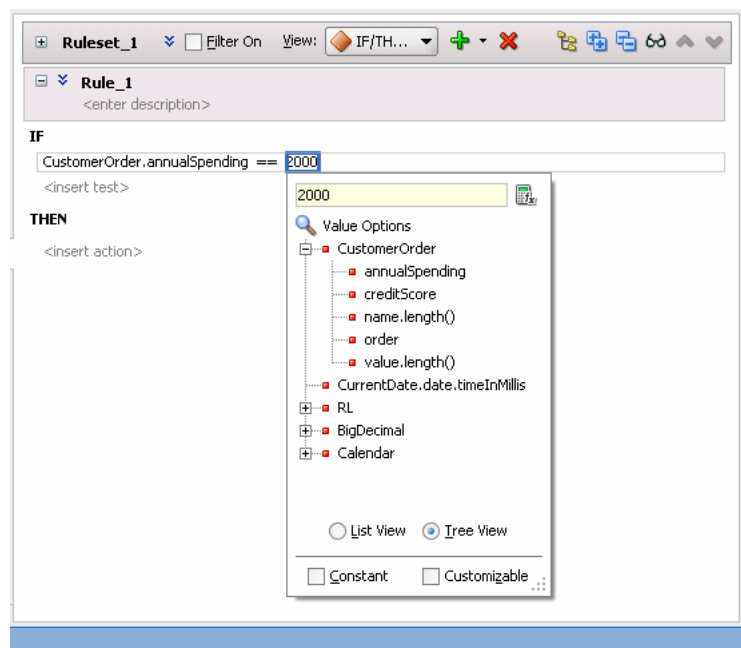 Ruleset_1 Filter On View: IF/TH...
Rule_1
<enter description>
IF
CustomerOrder.annualSpending == 2000
<insert test>
2000
THEN
Value Options
<insert action>
CustomerOrder
annualSpending
creditScore
name.length()
order
value.length()
CurrentDate.date.timeInMillis
RL
BigDecimal
Calendar
List View Tree View
Constant Customizable